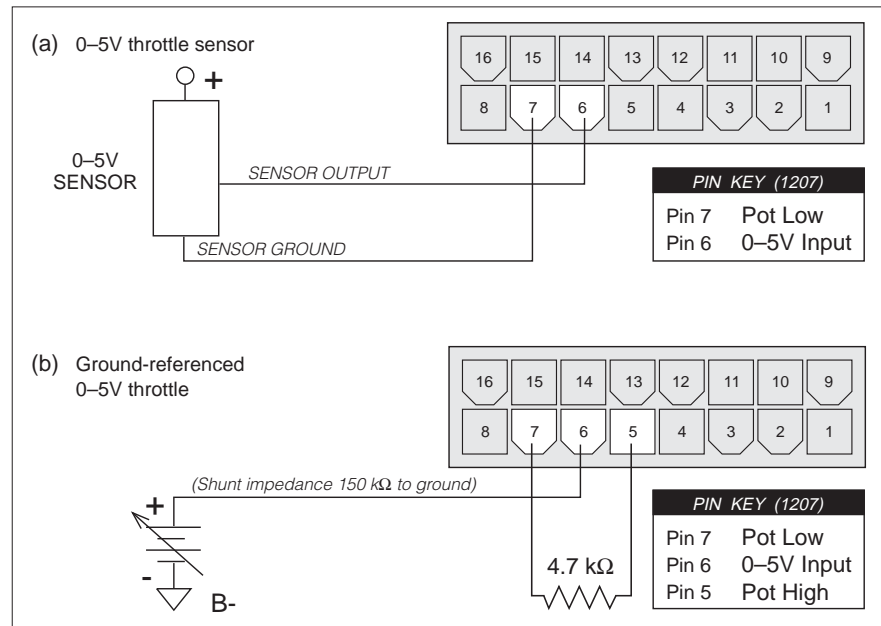 (a) 0–5V throttle sensor
16 15 14 13 12 11 10 9
8 7 6 5 4 3 2 1
+
0–5V
SENSOR
SENSOR OUTPUT
SENSOR GROUND
PIN KEY (1207)
Pin 7 Pot Low
Pin 6 0–5V Input
(b) Ground-referenced
0–5V throttle
16 15 14 13 12 11 10 9
8 7 6 5 4 3 2 1
(Shunt impedance 150 kΩ to ground)
+
-
B-
4.7 kΩ
PIN KEY (1207)
Pin 7 Pot Low
Pin 6 0–5V Input
Pin 5 Pot High